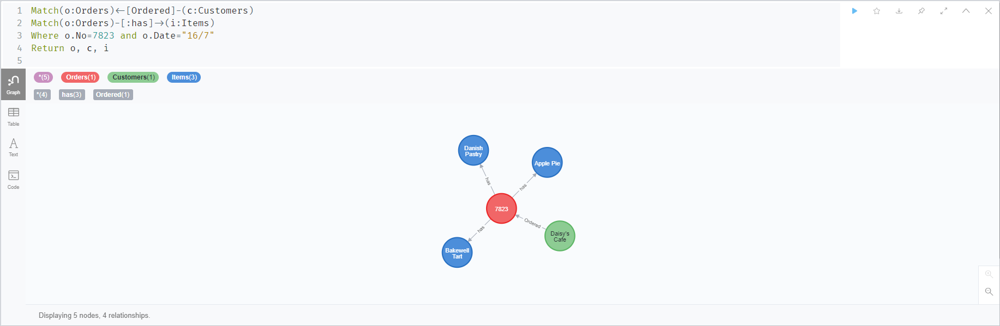 1 Match(o:Orders)<-[Ordered]-(c:Customers)
2 Match(o:Orders)-[:has]->(i:Items)
3 Where o.No=7823 and o.Date="16/7"
4 Return o, c, i
5
*(5) Orders(1) Customers(1) Items(3)
*(4) has(3) Ordered(1)
Graph
Table
Text
Code
Danish
Pastry
Apple Pie
has
has
7823
Ordered
has
Daisy's
Cafe
Bakewell
Tart
Displaying 5 nodes, 4 relationships.